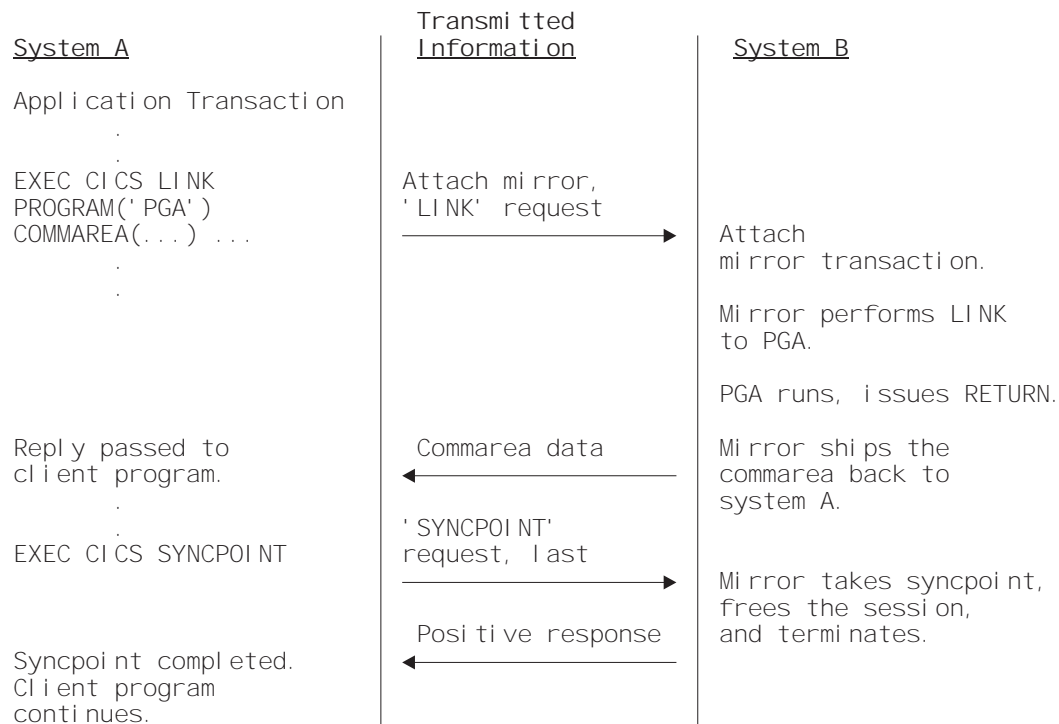 Transmitted
System A Information System B
Application Transaction
.
.
EXEC CICS LINK Attach mirror,
PROGRAM('PGA') 'LINK' request
COMMAREA(...) ... Attach
. mirror transaction.
.
Mirror performs LINK
to PGA.
PGA runs, issues RETURN.
Reply passed to Commarea data Mirror ships the
client program. commarea back to
. system A.
. 'SYNCPOINT'
EXEC CICS SYNCPOINT request, last
Mirror takes syncpoint,
frees the session,
Positive response and terminates.
Syncpoint completed.
Client program
continues.